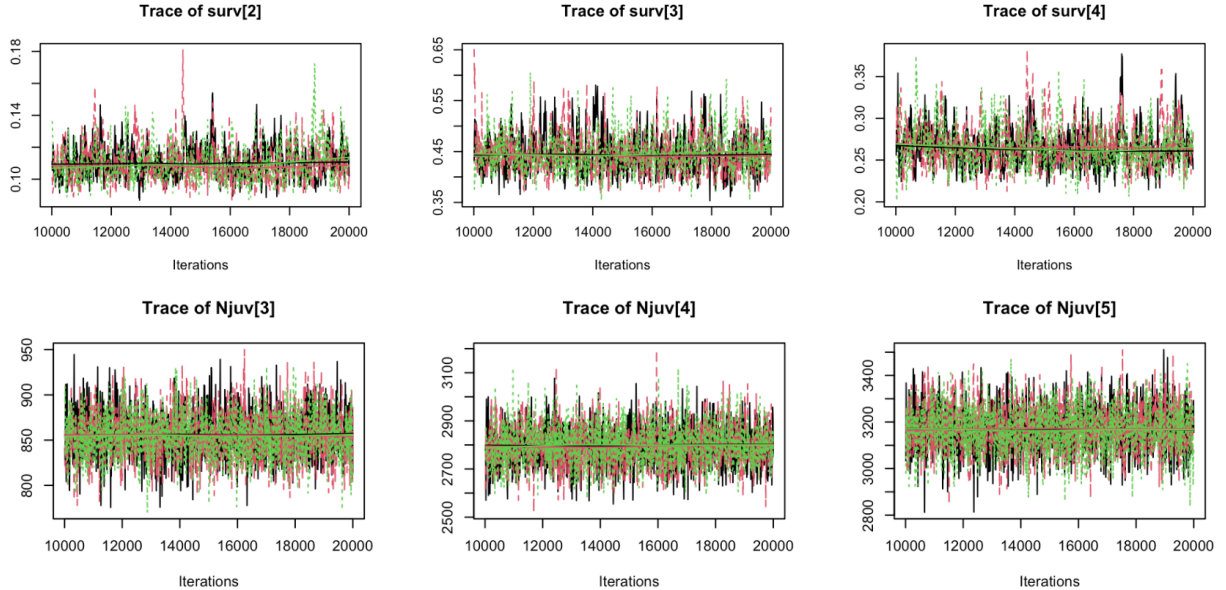 Trace of surv[2]
Trace of surv[3]
Trace of surv[4]
0.10 0.14 0.18
10000 12000 14000 16000 18000 20000
Iterations
0.35 0.45 0.55 0.65
10000 12000 14000 16000 18000 20000
Iterations
0.20 0.25 0.30 0.35
10000 12000 14000 16000 18000 20000
Iterations
Trace of Njuv[3]
Trace of Njuv[4]
Trace of Njuv[5]
800 850 900 950
10000 12000 14000 16000 18000 20000
Iterations
2500 2700 2900 3100
10000 12000 14000 16000 18000 20000
Iterations
2800 3000 3200 3400
10000 12000 14000 16000 18000 20000
Iterations